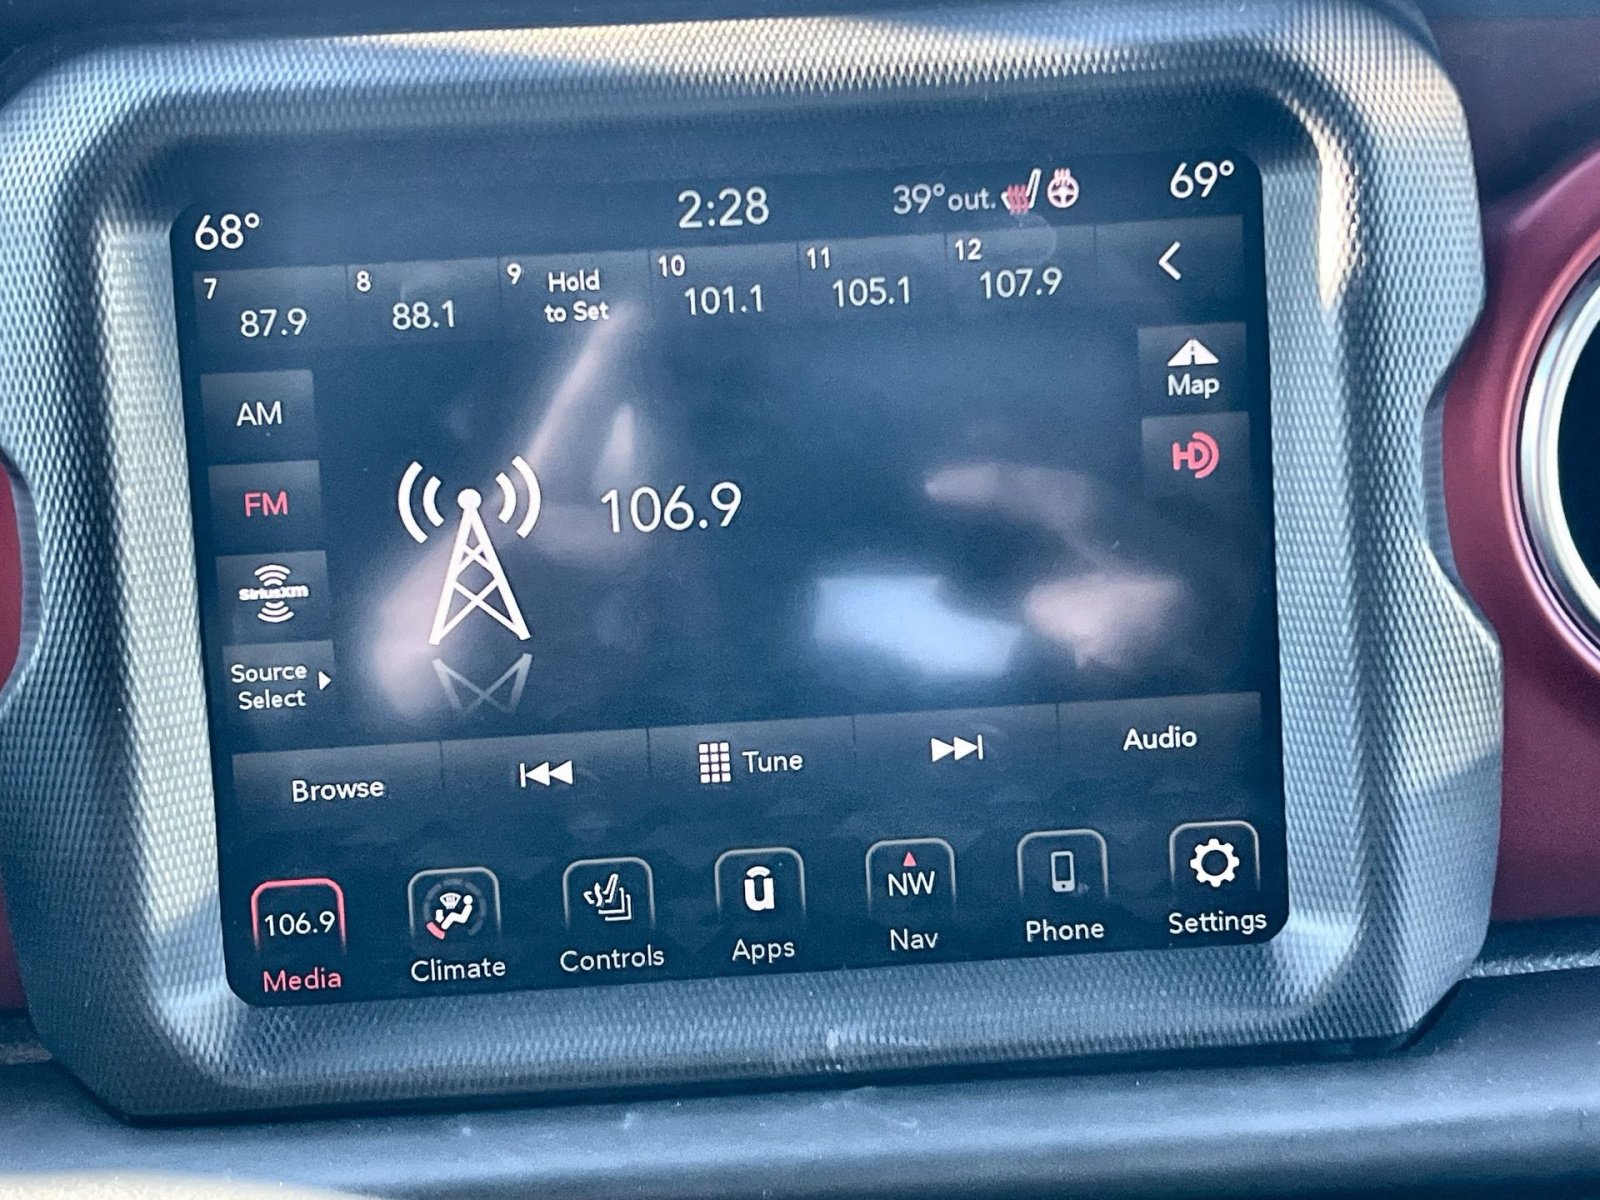 68° 2:28 39° out. 69°
7 8 9 Hold 10 11 12
87.9 88.1 to Set 101.1 105.1 107.9
AM
Map
FM
106.9
HD
SiriusXM
Source
Select
Browse Tune Audio
106.9 ū NW
Media Climate Controls Apps Nav Phone Settings